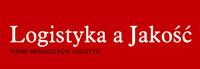 Logistyka a Jakość
PISMO MENADŻERÓW LOGISTYKI